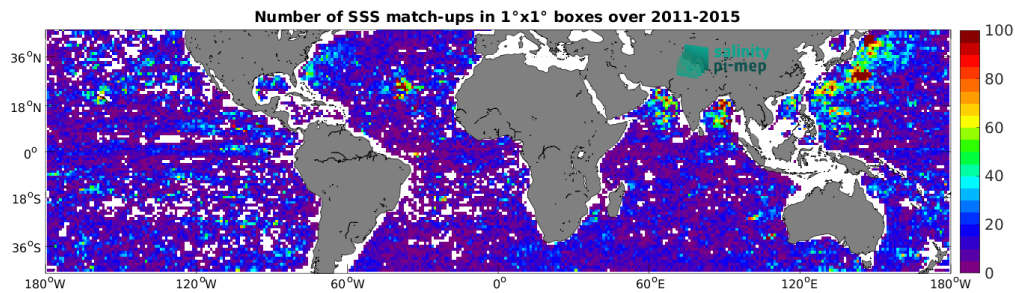 Number of SSS match-ups in 1°x1° boxes over 2011-2015
salinity
pi-mep
36°N
18°N
0°
18°S
36°S
180°W 120°W 60°W 0° 60°E 120°E 180°W
100
80
60
40
20
0